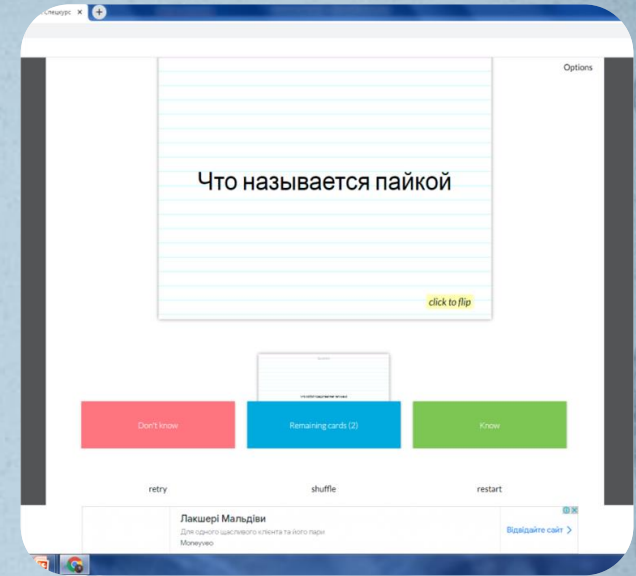 Спецкурс
Options
Что называется пайкой
click to flip
Don't know
Remaining cards (2)
Know
retry
shuffle
restart
Лакшері Мальдіви
Для одного щасливого клієнта та його пари
Moneyveo
Відвідайте сайт